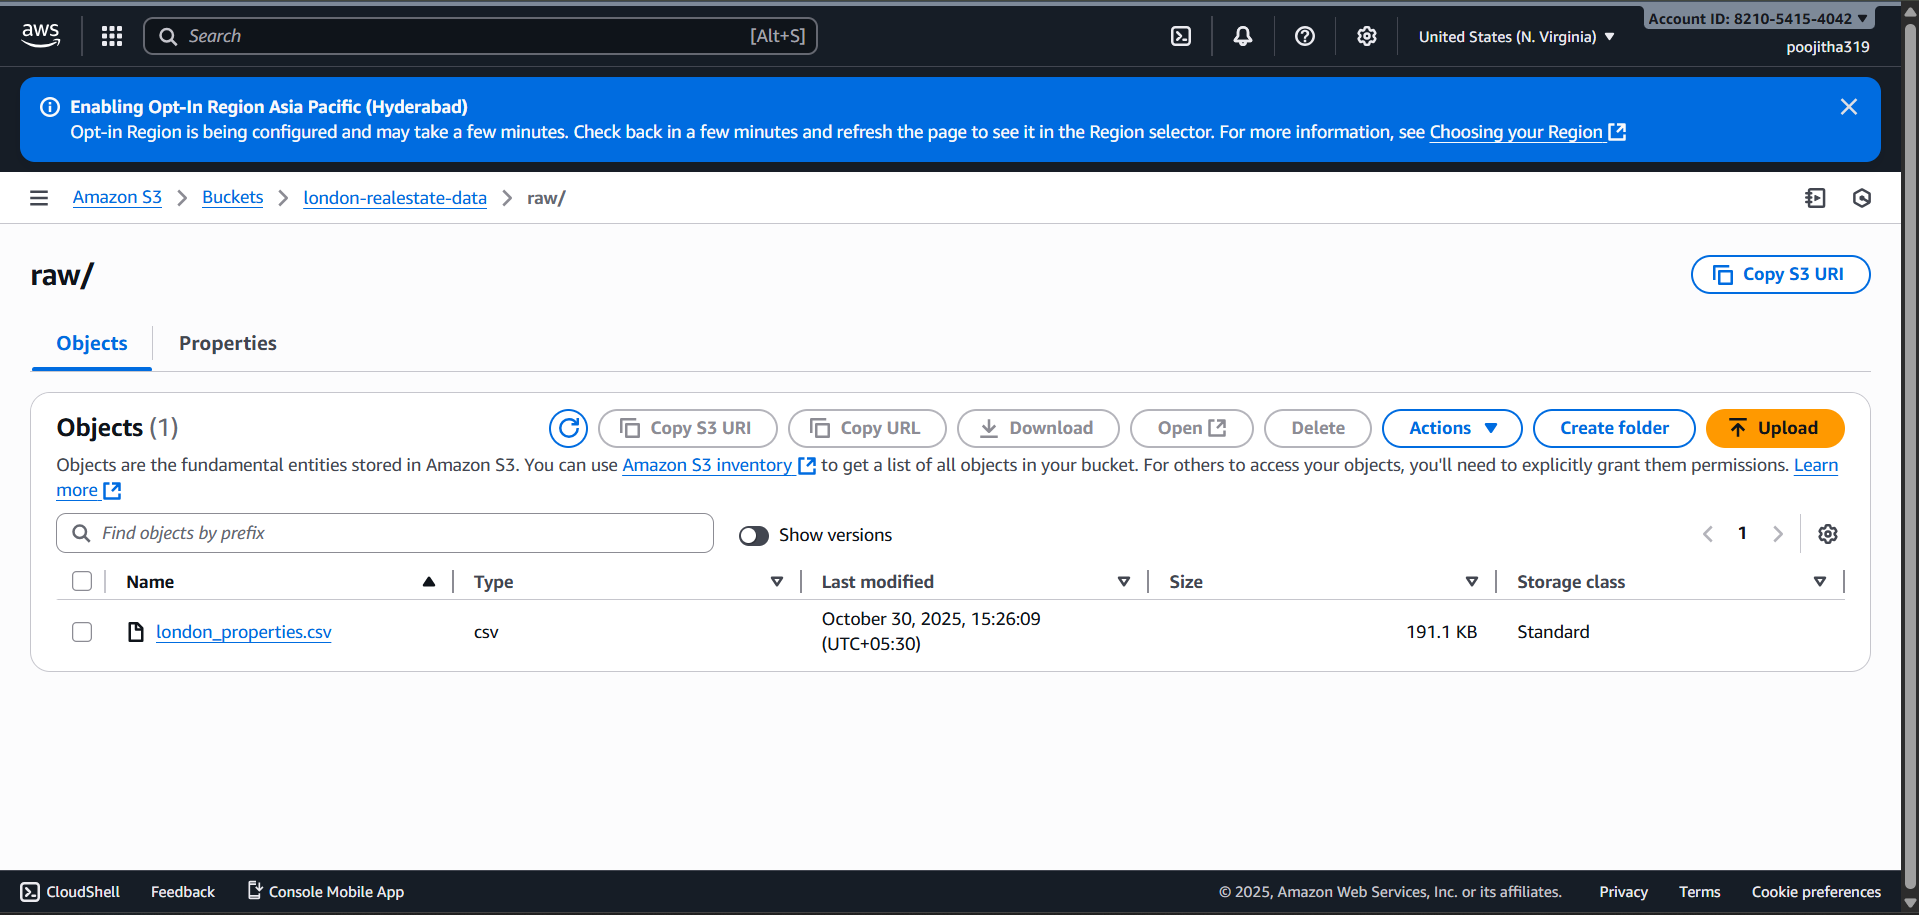 aws
Search [Alt+S]
United States (N. Virginia)
Account ID: 8210-5415-4042
poojitha319
Enabling Opt-In Region Asia Pacific (Hyderabad)
Opt-in Region is being configured and may take a few minutes. Check back in a few minutes and refresh the page to see it in the Region selector. For more information, see Choosing your Region
Amazon S3 Buckets london-realestate-data raw/
raw/
Copy S3 URI
Objects Properties
Objects (1)
Copy S3 URI Copy URL Download Open Delete Actions Create folder Upload
Objects are the fundamental entities stored in Amazon S3. You can use Amazon S3 inventory to get a list of all objects in your bucket. For others to access your objects, you'll need to explicitly grant them permissions. Learn
more
Find objects by prefix Show versions 1
Name Type Last modified Size Storage class
london_properties.csv csv October 30, 2025, 15:26:09 191.1 KB Standard
(UTC+05:30)
CloudShell Feedback Console Mobile App © 2025, Amazon Web Services, Inc. or its affiliates. Privacy Terms Cookie preferences